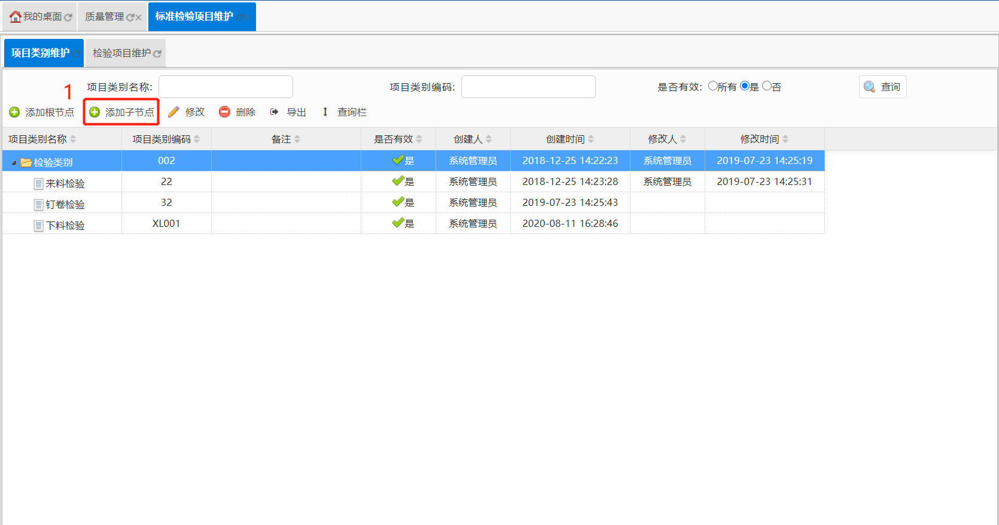 我的桌面 质量管理 标准检验项目维护
项目类别维护 检验项目维护
1 项目类别名称: 项目类别编码: 是否有效: 所有 是 否 查询
添加根节点 添加子节点 修改 删除 导出 查询栏
项目类别名称 项目类别编码 备注 是否有效 创建人 创建时间 修改人 修改时间
检验类别 002 是 系统管理员 2018-12-25 14:22:23 系统管理员 2019-07-23 14:25:19
来料检验 22 是 系统管理员 2018-12-25 14:23:28 系统管理员 2019-07-23 14:25:31
钉卷检验 32 是 系统管理员 2019-07-23 14:25:43
下料检验 XL001 是 系统管理员 2020-08-11 16:28:46